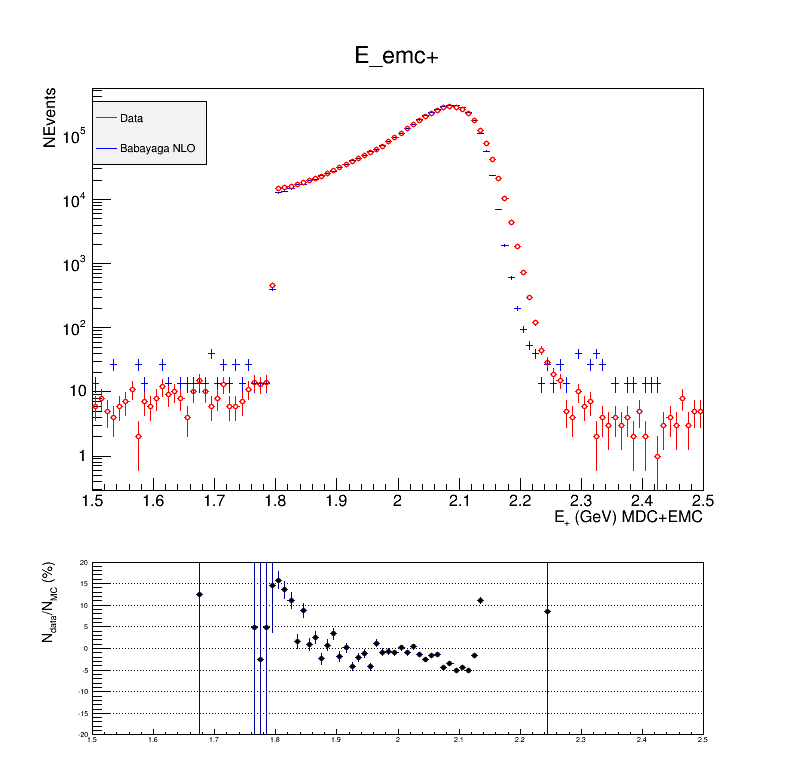 E_emc+
NEvents
Data
Babayaga NLO
10^5
10^4
10^3
10^2
10
1
1.5 1.6 1.7 1.8 1.9 2 2.1 2.2 2.3 2.4 2.5
E_+ (GeV) MDC+EMC
N_data/N_MC (%)
20
15
10
5
0
-5
-10
-15
-20
1.5 1.6 1.7 1.8 1.9 2 2.1 2.2 2.3 2.4 2.5